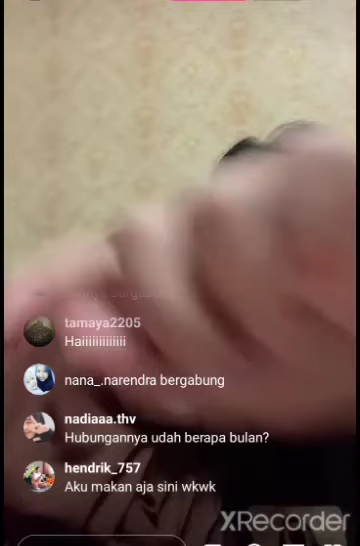 tamaya2205
Haiiiiiiiiiiiii
nana_.narendra bergabung
nadiaaa.thv
Hubungannya udah berapa bulan?
hendrik_757
Aku makan aja sini wkwk
XRecorder